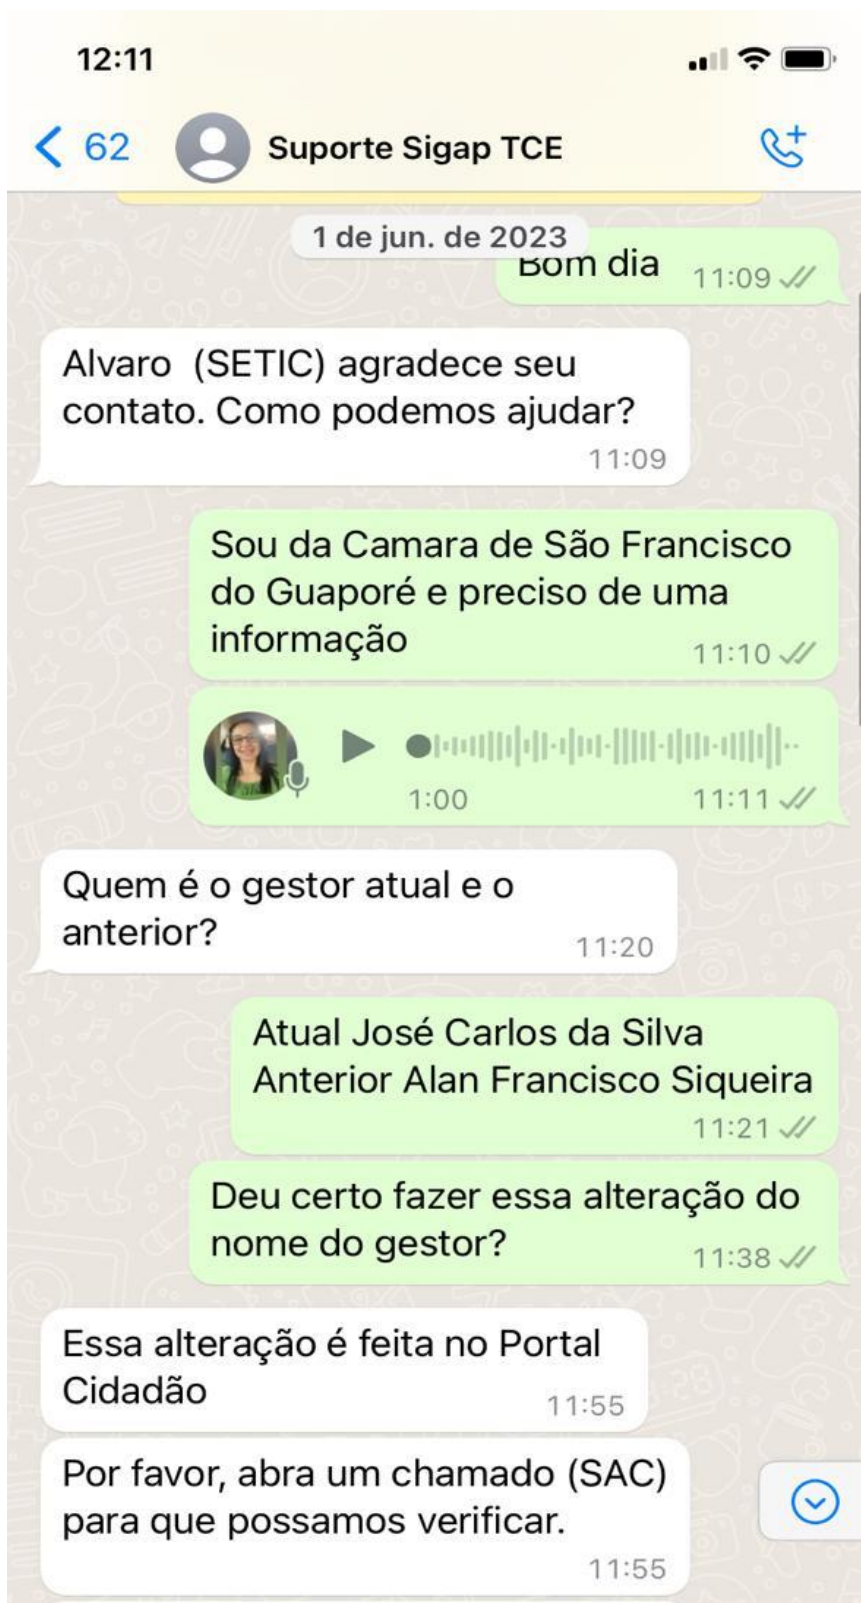 12:11
62
Suporte Sigap TCE
1 de jun. de 2023
Bom dia
11:09
Alvaro (SETIC) agradece seu
contato. Como podemos ajudar?
11:09
Sou da Camara de São Francisco
do Guaporé e preciso de uma
informação
11:10
1:00
11:11
Quem é o gestor atual e o
anterior?
11:20
Atual José Carlos da Silva
Anterior Alan Francisco Siqueira
11:21
Deu certo fazer essa alteração do
nome do gestor?
11:38
Essa alteração é feita no Portal
Cidadão
11:55
Por favor, abra um chamado (SAC)
para que possamos verificar.
11:55